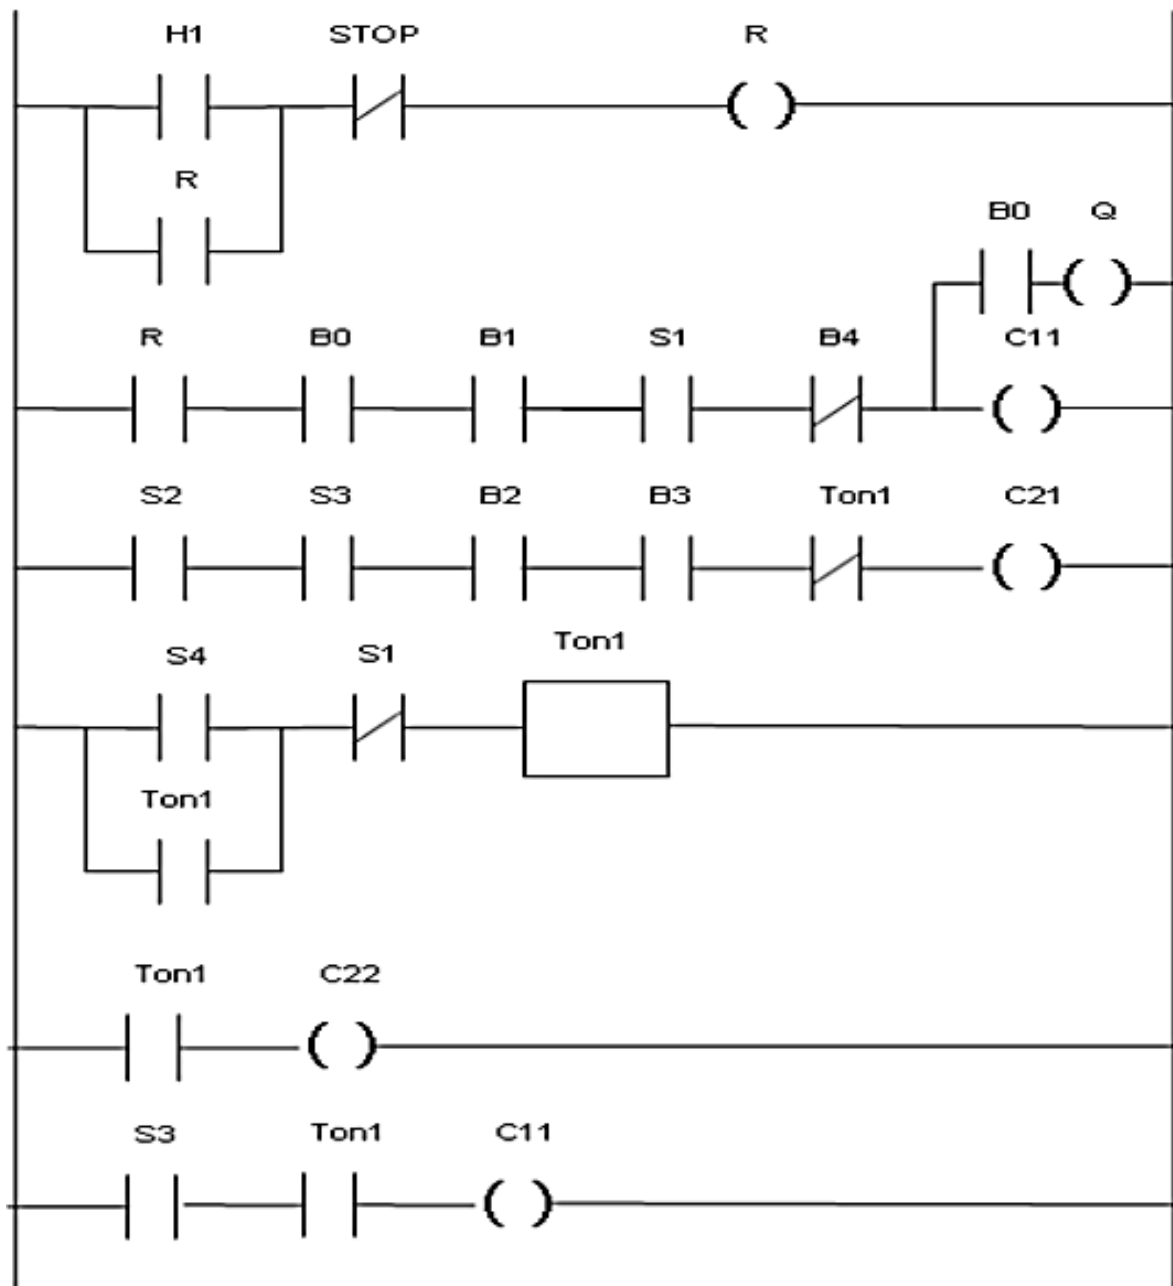 H1 STOP R
R
B0 Q
R B0 B1 S1 B4 C11
S2 S3 B2 B3 Ton1 C21
S4 S1 Ton1
Ton1
Ton1 C22
S3 Ton1 C11